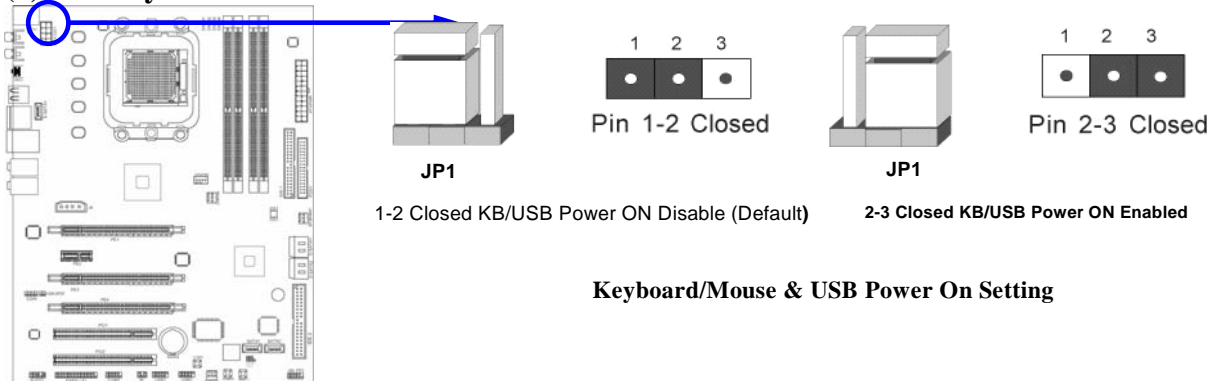 1 2 3
Pin 1-2 Closed
JP1
1-2 Closed KB/USB Power ON Disable (Default)
1 2 3
Pin 2-3 Closed
JP1
2-3 Closed KB/USB Power ON Enabled
Keyboard/Mouse & USB Power On Setting